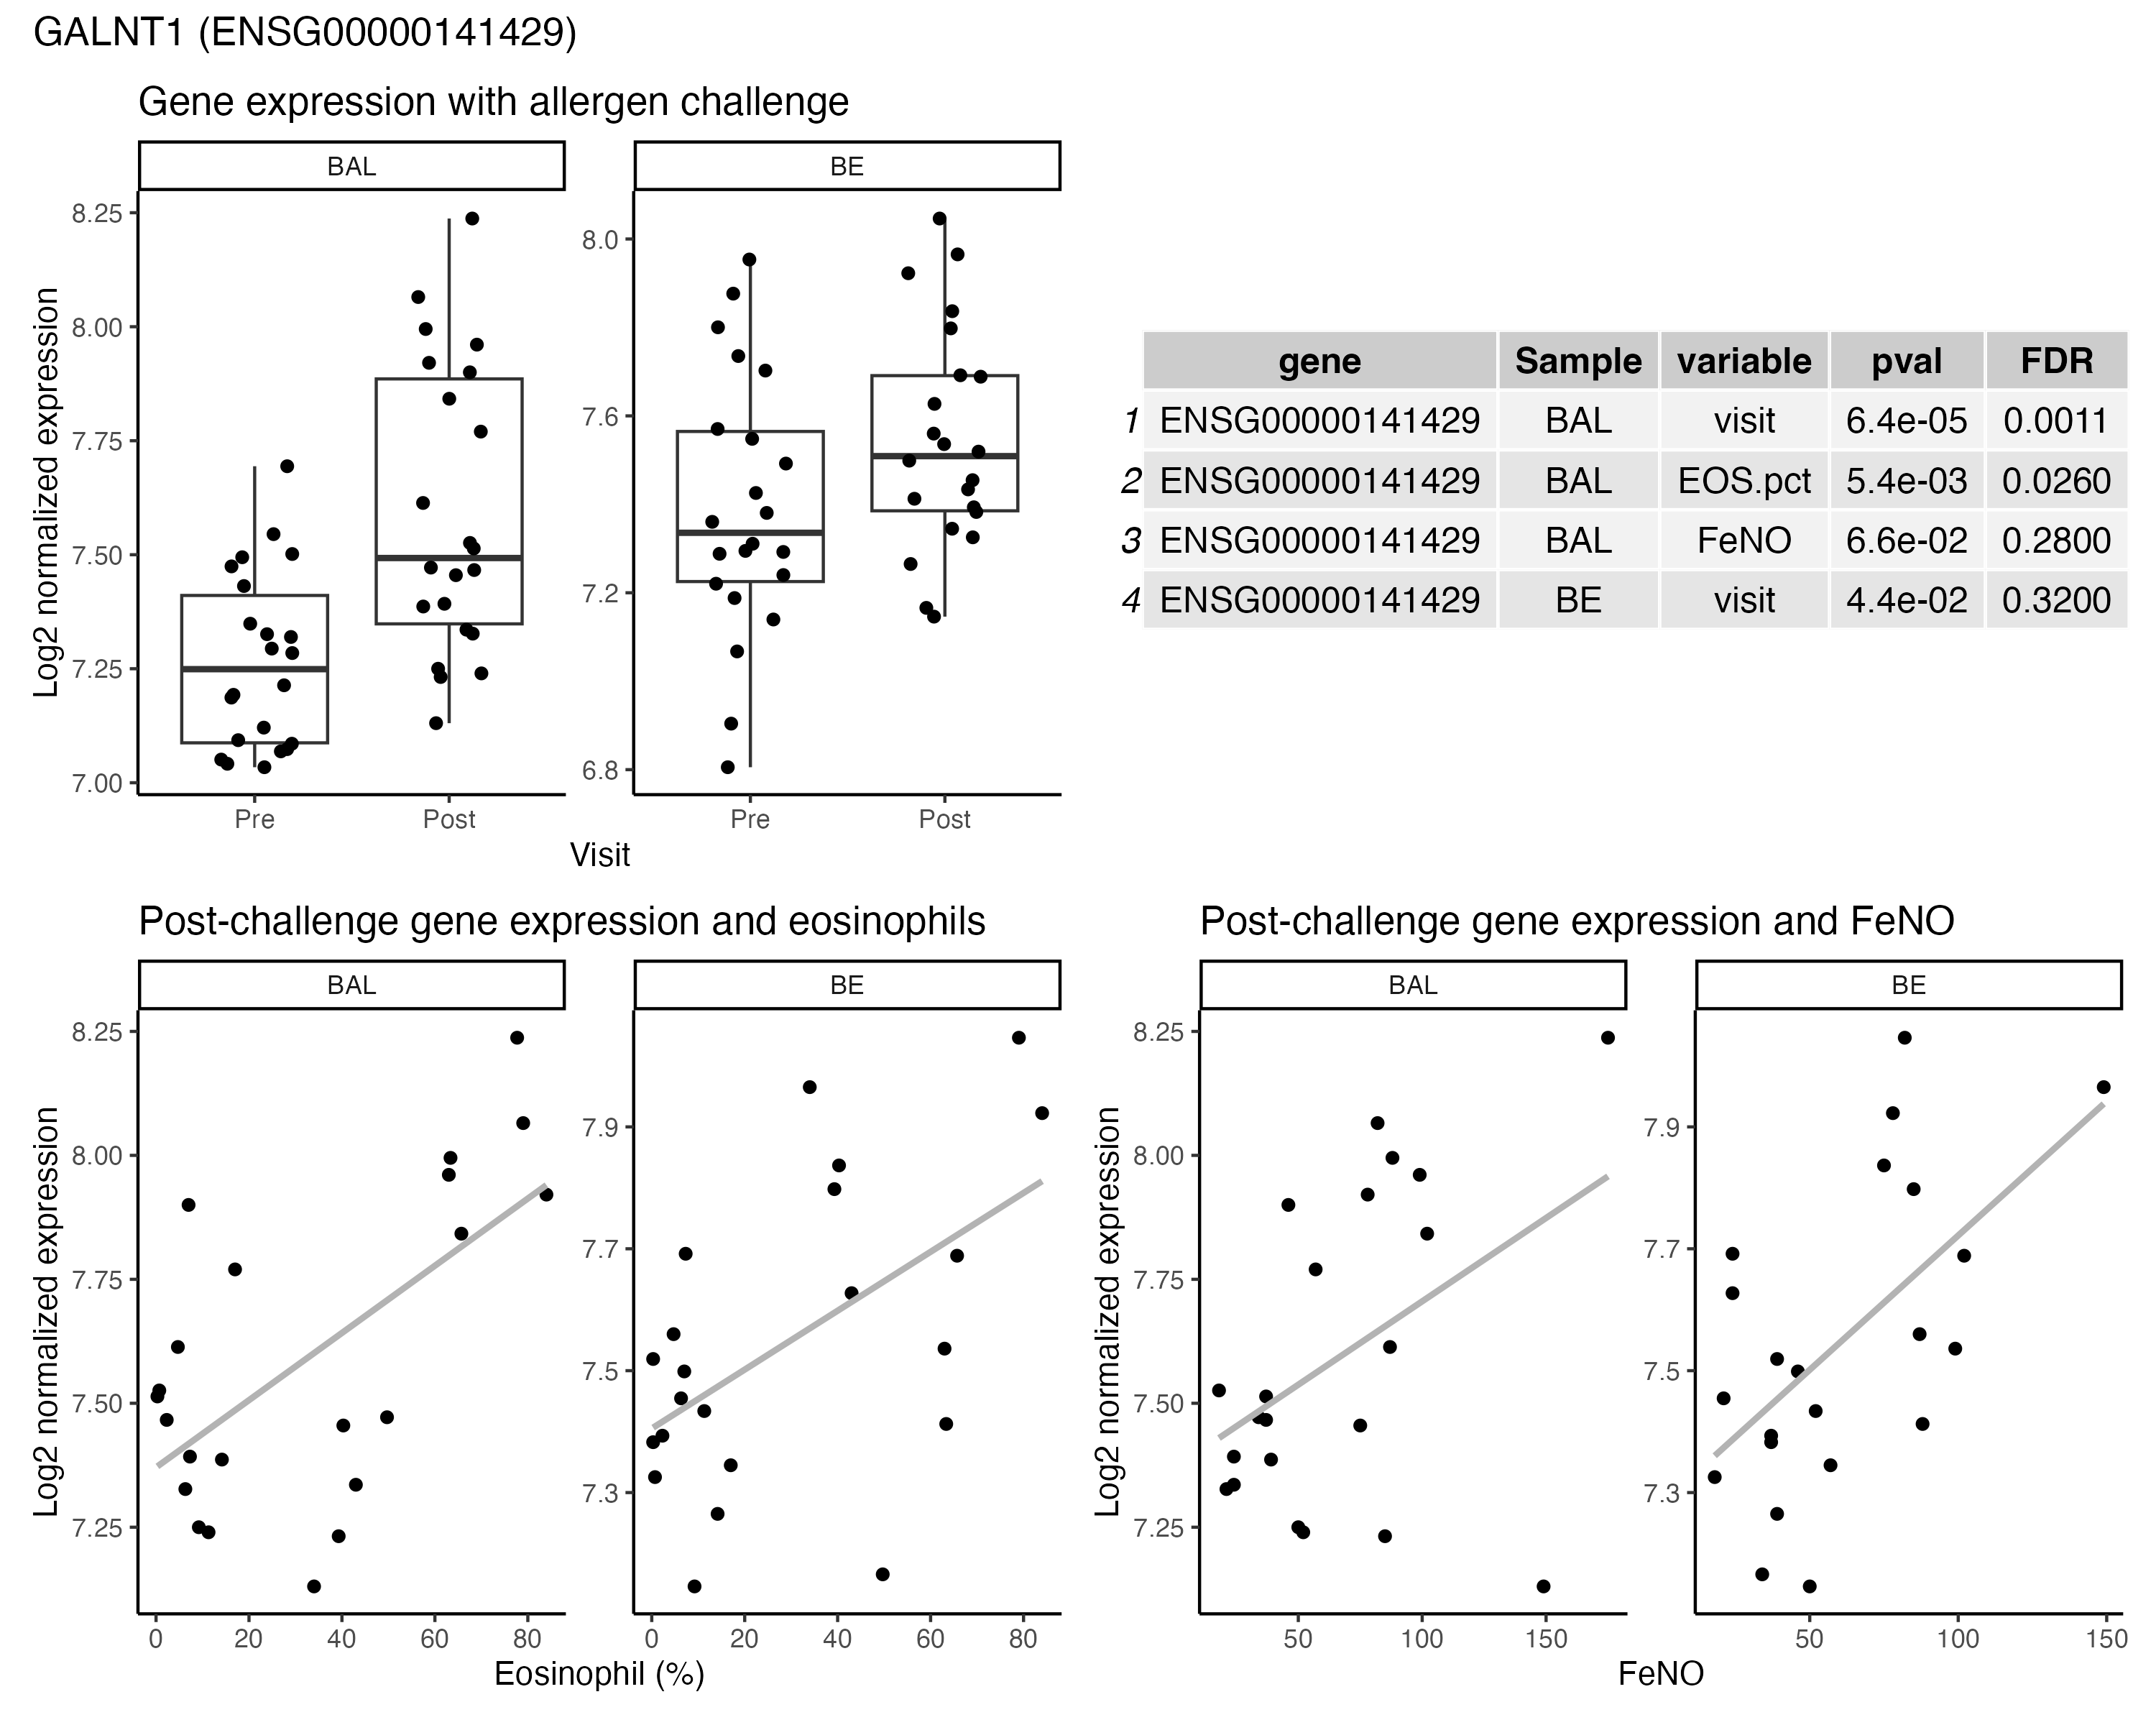 GALNT1 (ENSG00000141429)
Gene expression with allergen challenge
BAL BE
Log2 normalized expression
8.25
8.00
7.75
7.50
7.25
7.00
8.0
7.6
7.2
6.8
Pre Post Pre Post
Visit
gene Sample variable pval FDR
1 ENSG00000141429 BAL visit 6.4e-05 0.0011
2 ENSG00000141429 BAL EOS.pct 5.4e-03 0.0260
3 ENSG00000141429 BAL FeNO 6.6e-02 0.2800
4 ENSG00000141429 BE visit 4.4e-02 0.3200
Post-challenge gene expression and eosinophils
BAL BE
Log2 normalized expression
8.25
8.00
7.75
7.50
7.25
7.9
7.7
7.5
7.3
0 20 40 60 80 0 20 40 60 80
Eosinophil (%)
Post-challenge gene expression and FeNO
BAL BE
Log2 normalized expression
8.25
8.00
7.75
7.50
7.25
7.9
7.7
7.5
7.3
50 100 150 50 100 150
FeNO